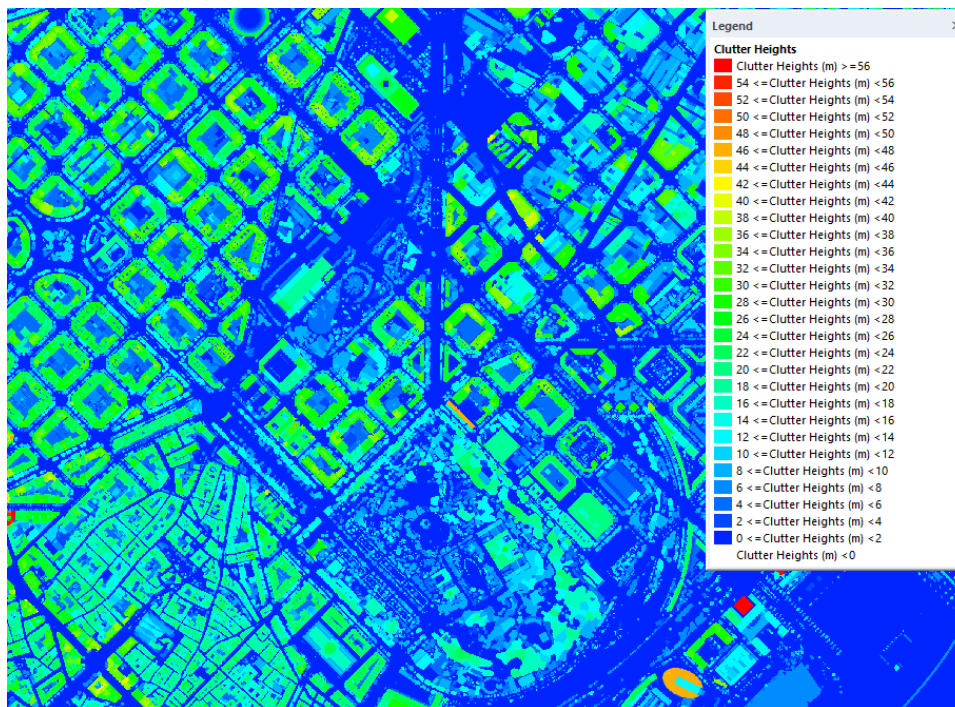 Legend
Clutter Heights
Clutter Heights (m) >=56
54 <=Clutter Heights (m) <56
52 <=Clutter Heights (m) <54
50 <=Clutter Heights (m) <52
48 <=Clutter Heights (m) <50
46 <=Clutter Heights (m) <48
44 <=Clutter Heights (m) <46
42 <=Clutter Heights (m) <44
40 <=Clutter Heights (m) <42
38 <=Clutter Heights (m) <40
36 <=Clutter Heights (m) <38
34 <=Clutter Heights (m) <36
32 <=Clutter Heights (m) <34
30 <=Clutter Heights (m) <32
28 <=Clutter Heights (m) <30
26 <=Clutter Heights (m) <28
24 <=Clutter Heights (m) <26
22 <=Clutter Heights (m) <24
20 <=Clutter Heights (m) <22
18 <=Clutter Heights (m) <20
16 <=Clutter Heights (m) <18
14 <=Clutter Heights (m) <16
12 <=Clutter Heights (m) <14
10 <=Clutter Heights (m) <12
8 <=Clutter Heights (m) <10
6 <=Clutter Heights (m) <8
4 <=Clutter Heights (m) <6
2 <=Clutter Heights (m) <4
0 <=Clutter Heights (m) <2
Clutter Heights (m) <0